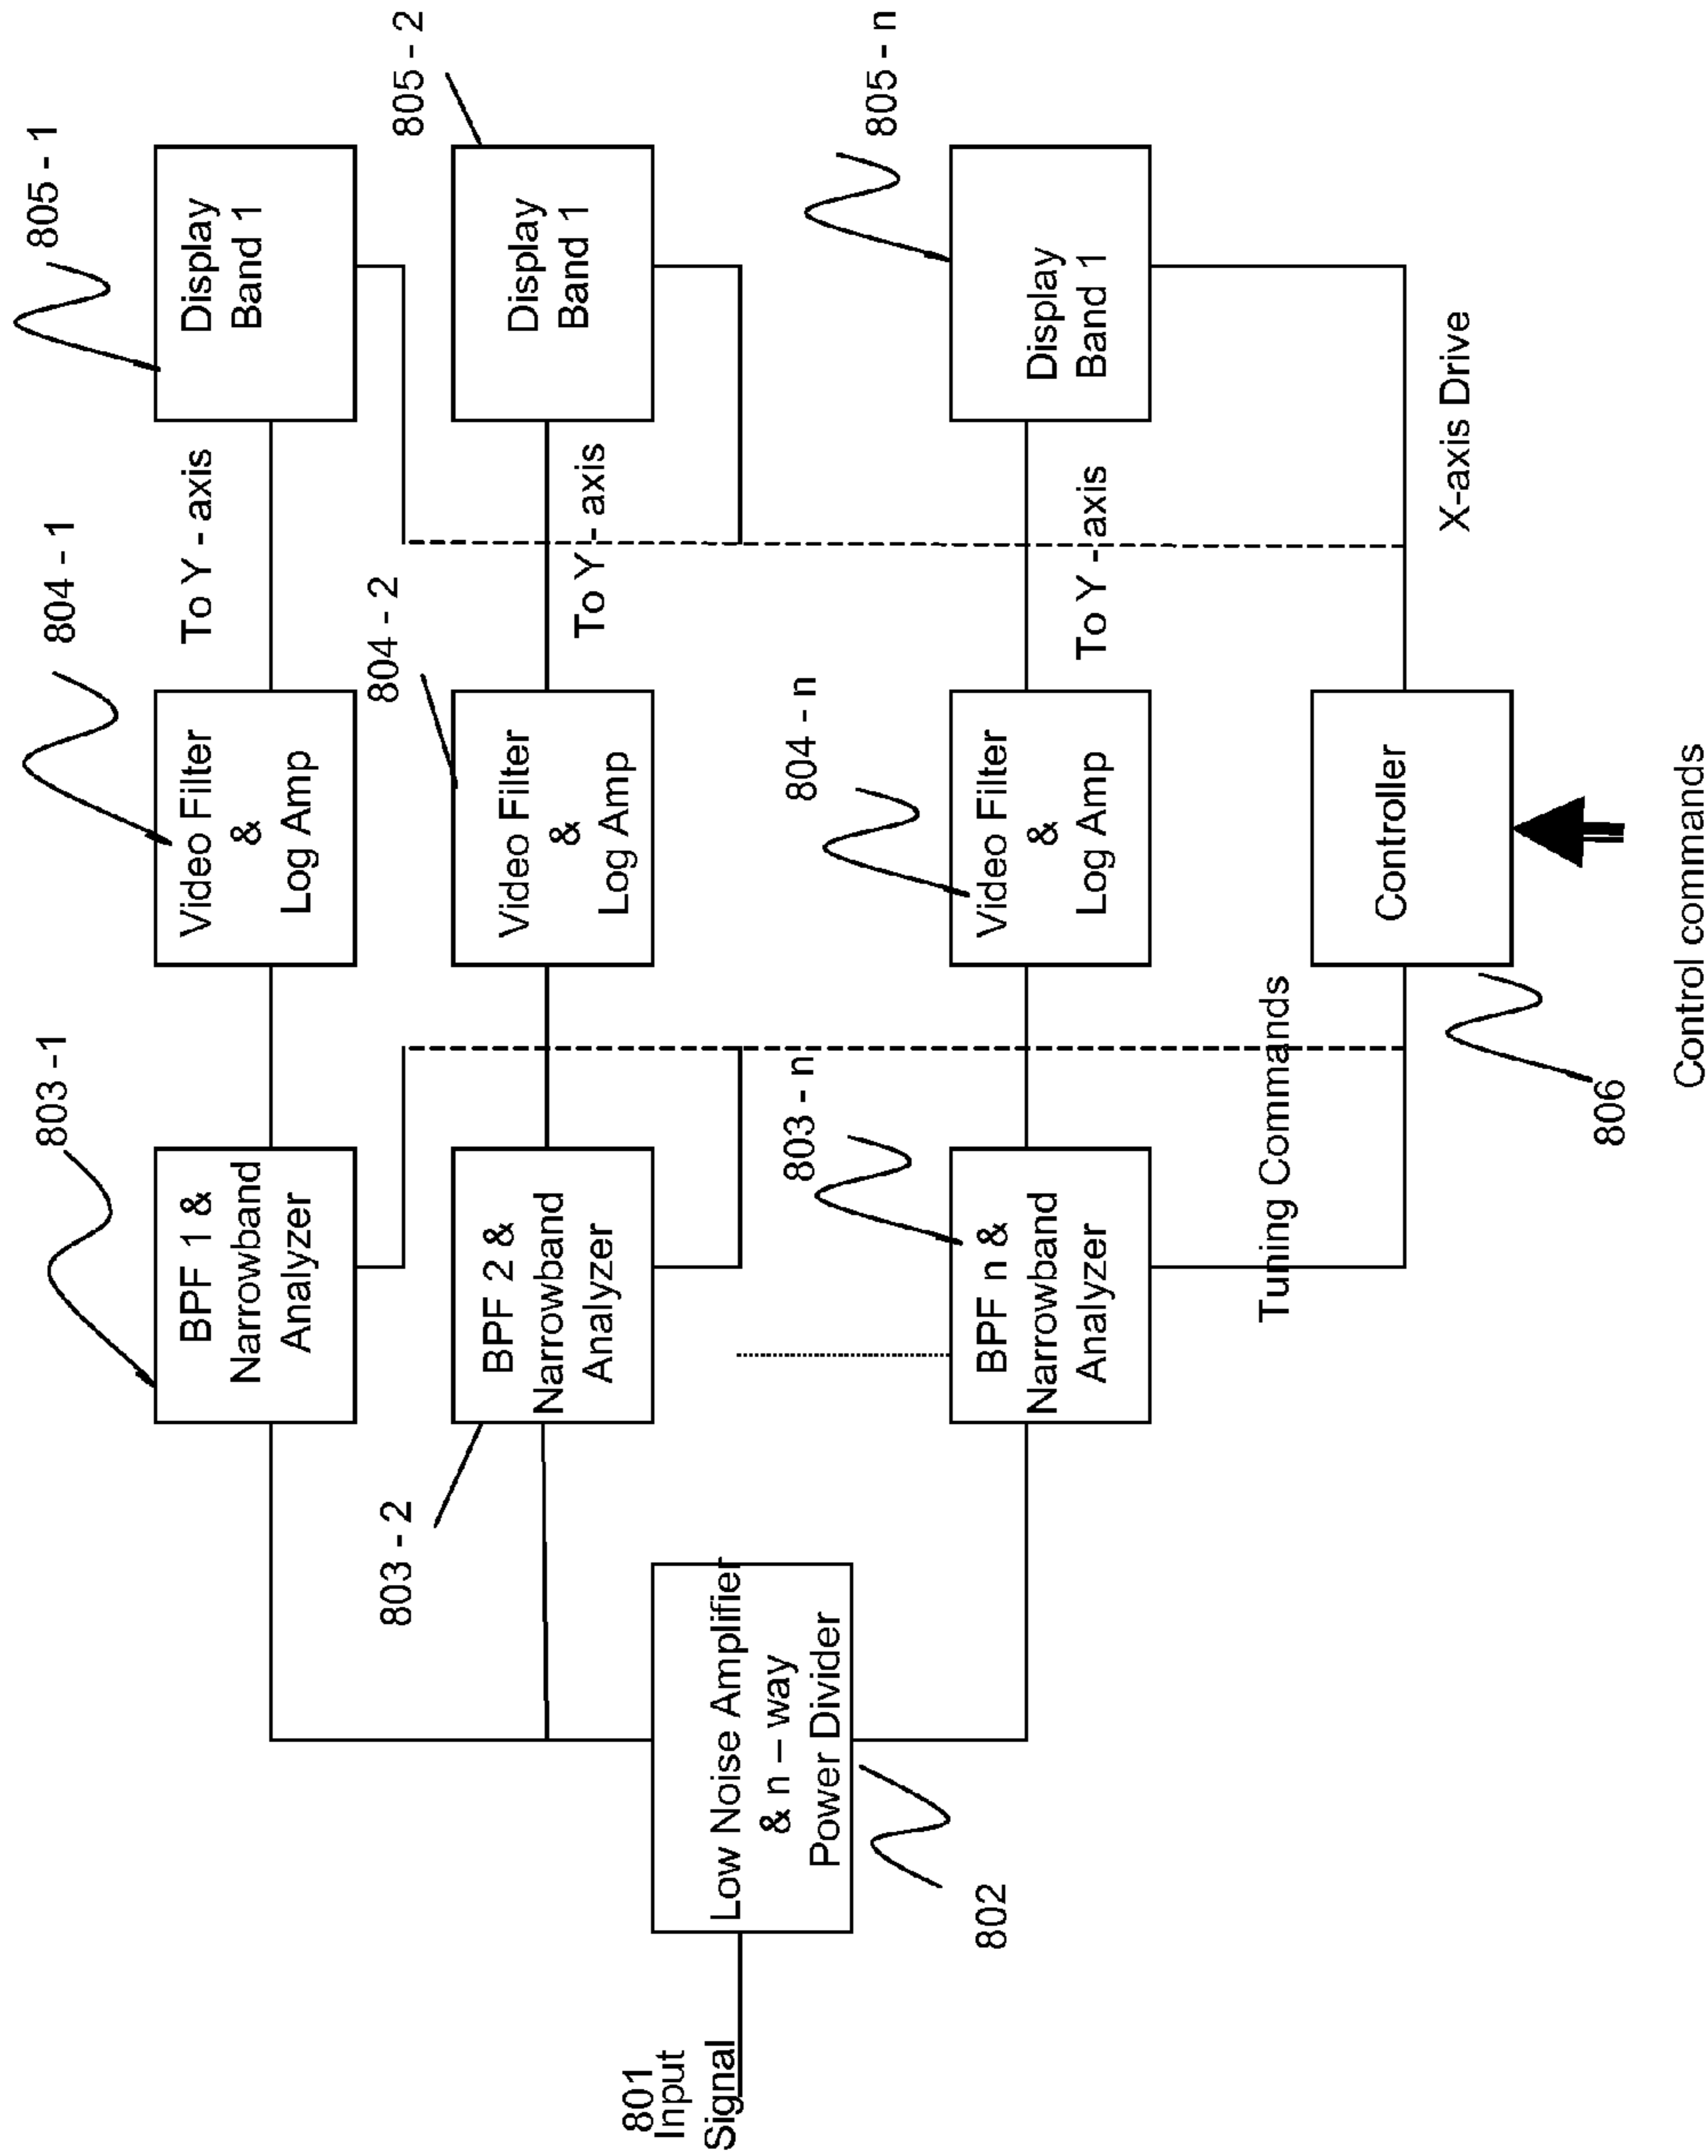 801
Input
Signal
Low Noise Amplifier
& n – way
Power Divider
802
803 -1
BPF 1 &
Narrowband
Analyzer
804 - 1
Video Filter
&
Log Amp
To Y - axis
805 - 1
Display
Band 1
803 - 2
BPF 2 &
Narrowband
Analyzer
804 - 2
Video Filter
&
Log Amp
To Y - axis
805 - 2
Display
Band 1
803 - n
BPF n &
Narrowband
Analyzer
804 - n
Video Filter
&
Log Amp
To Y - axis
805 - n
Display
Band 1
Tuning Commands
Controller
X-axis Drive
806
Control commands